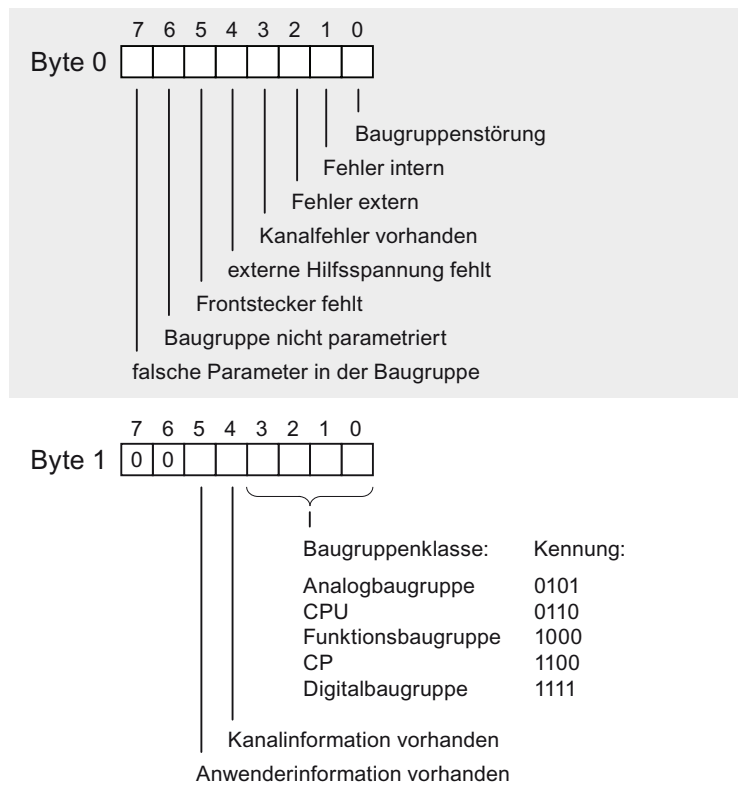 7 6 5 4 3 2 1 0
Byte 0
Baugruppenstörung
Fehler intern
Fehler extern
Kanalfehler vorhanden
externe Hilfsspannung fehlt
Frontstecker fehlt
Baugruppe nicht parametriert
falsche Parameter in der Baugruppe
7 6 5 4 3 2 1 0
Byte 1 0 0
Baugruppenklasse: Kennung:
Analogbaugruppe 0101
CPU 0110
Funktionsbaugruppe 1000
CP 1100
Digitalbaugruppe 1111
Kanalinformation vorhanden
Anwenderinformation vorhanden